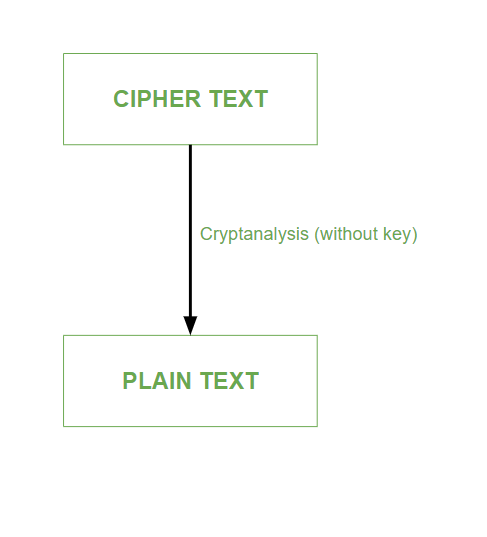 CIPHER TEXT
Cryptanalysis (without key)
PLAIN TEXT